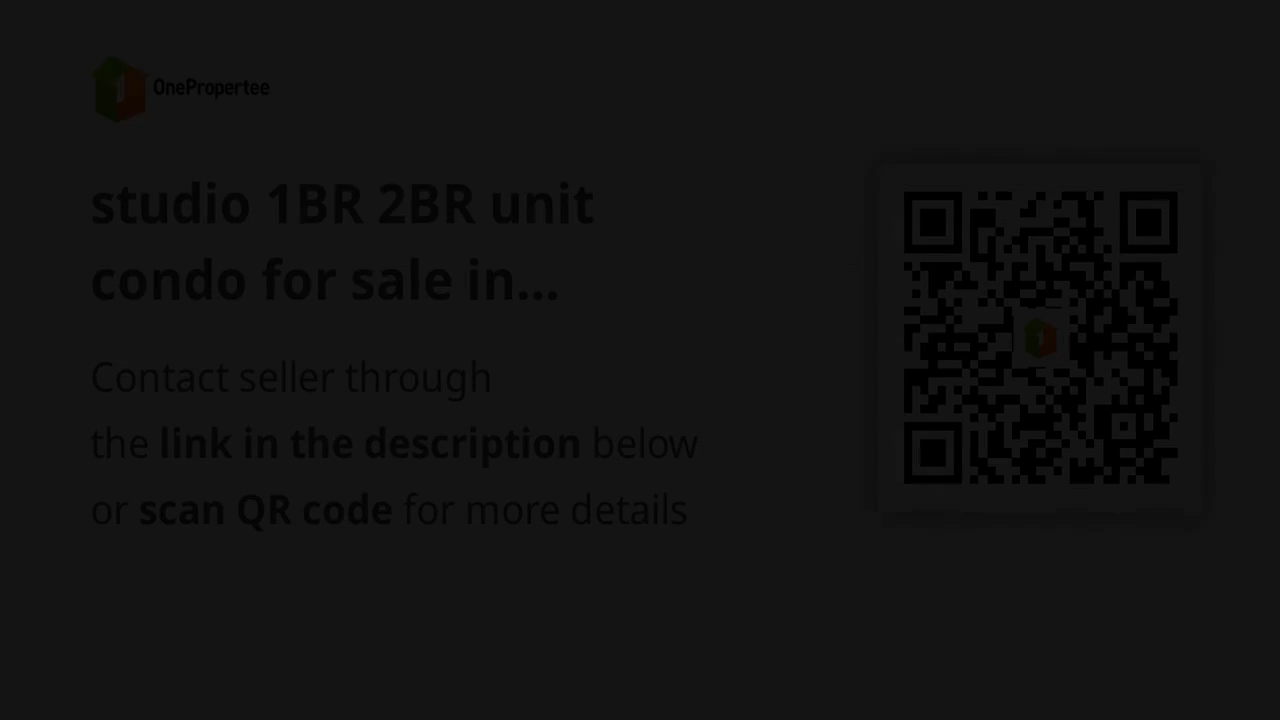 OnePropertee
studio 1BR 2BR unit
condo for sale in...
Contact seller through
the link in the description below
or scan QR code for more details